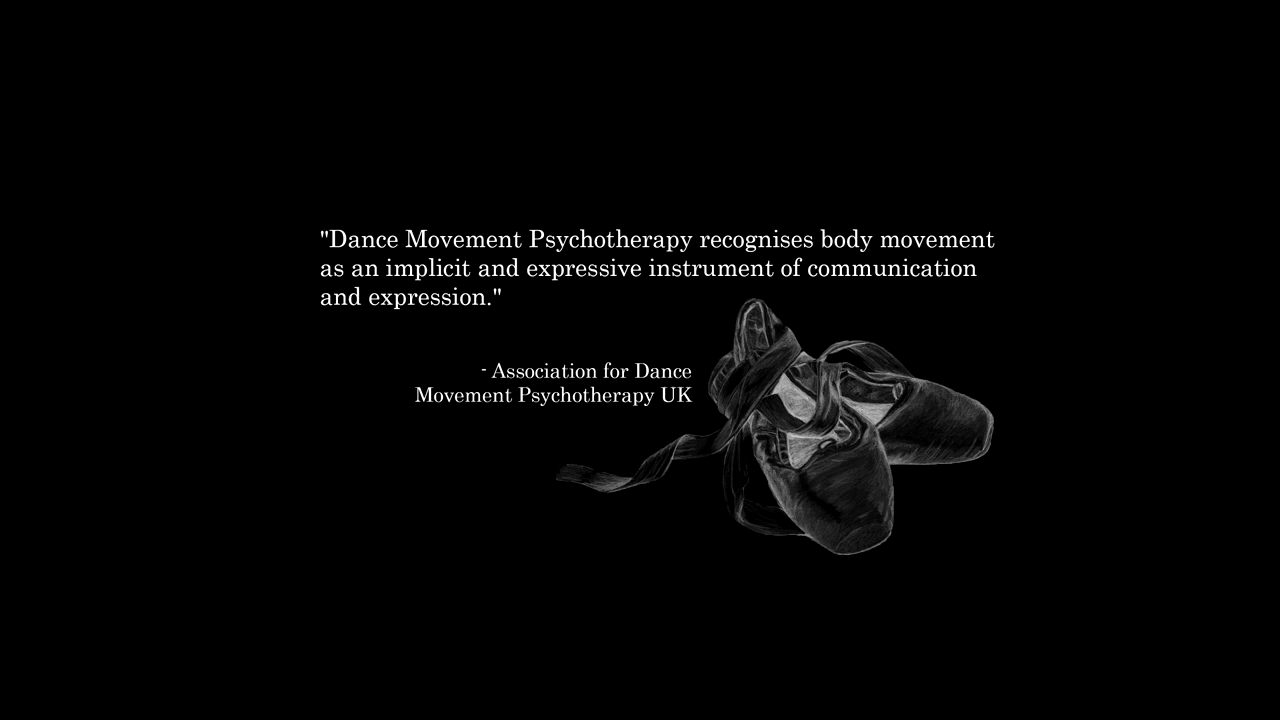 "Dance Movement Psychotherapy recognises body movement
as an implicit and expressive instrument of communication
and expression."
- Association for Dance
Movement Psychotherapy UK